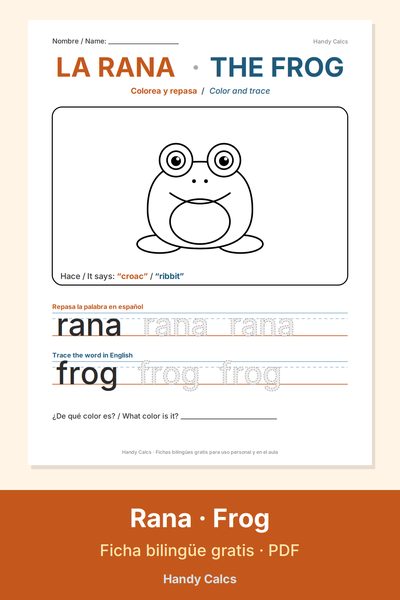 Nombre / Name: ____________________ Handy Calcs
LA RANA · THE FROG
Colorea y repasa / Color and trace
Hace / It says: “croac” / “ribbit”
Repasa la palabra en español
rana rana rana
Trace the word in English
frog frog frog
¿De qué color es? / What color is it? ____________________
Handy Calcs · Fichas bilingües gratis para uso personal y en el aula
Rana · Frog
Ficha bilingüe gratis · PDF
Handy Calcs